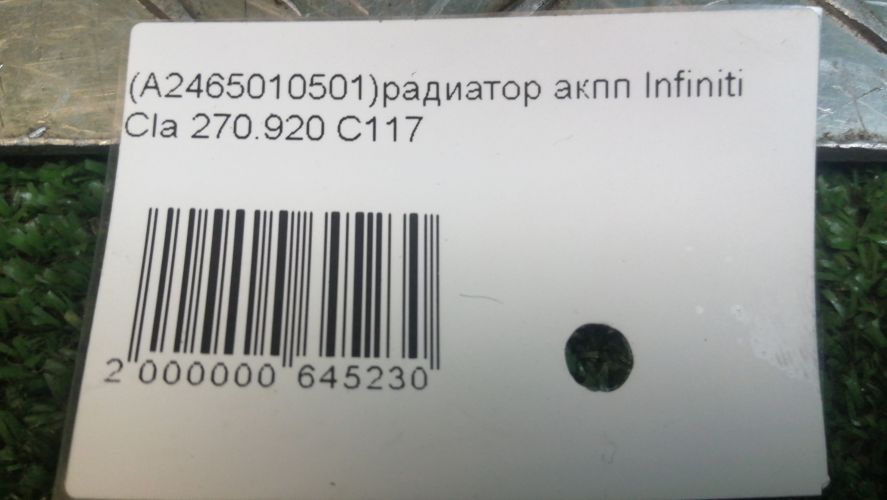 (A2465010501)радиатор акпп Infiniti
Cla 270.920 C117
2 000000 645230